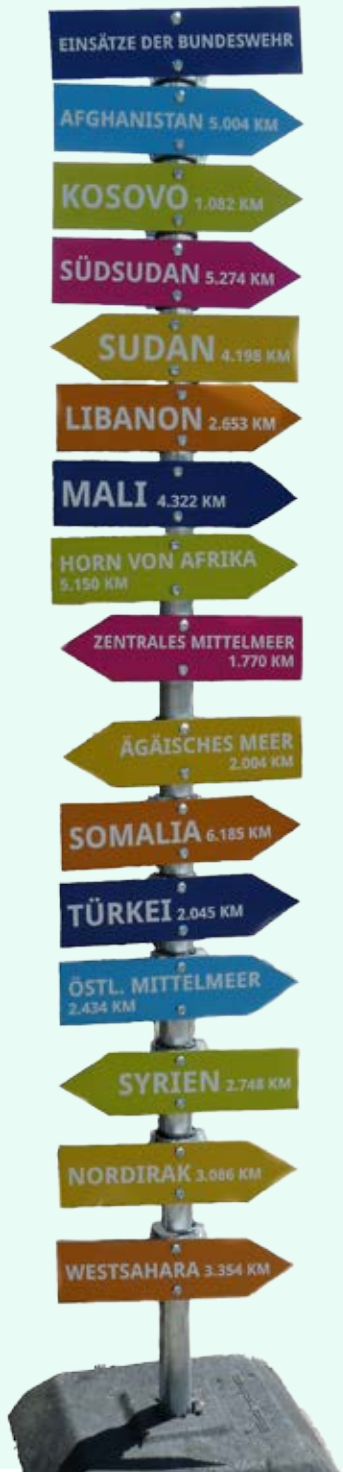 EINSÄTZE DER BUNDESWEHR
AFGHANISTAN 5.004 KM
KOSOVO 1.082 KM
SÜDSUDAN 5.274 KM
SUDAN 4.198 KM
LIBANON 2.653 KM
MALI 4.322 KM
HORN VON AFRIKA
5.150 KM
ZENTRALES MITTELMEER
1.770 KM
ÄGÄISCHES MEER
2.004 KM
SOMALIA 6.185 KM
TÜRKEI 2.045 KM
ÖSTL. MITTELMEER
2.434 KM
SYRIEN 2.748 KM
NORDIRAK 3.086 KM
WESTSAHARA 3.354 KM